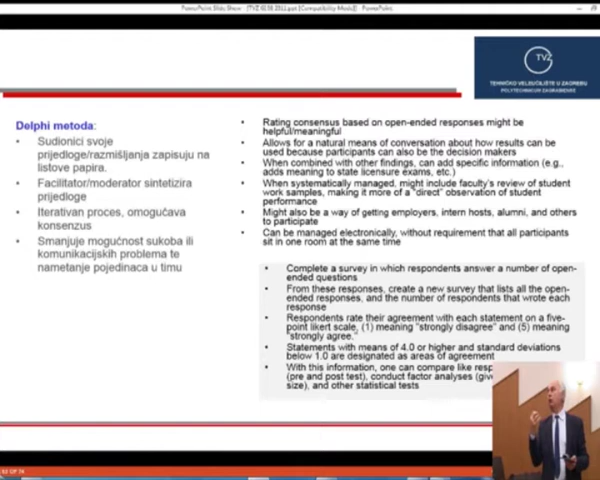 PowerPoint Slide Show - [TVZ 02.06.2011.ppt [Compatibility Mode]] - PowerPoint
TVZ
TEHNIČKO VELEUČILIŠTE U ZAGREBU
POLYTECHNICUM ZAGRABIENSE
Delphi metoda:
Sudionici svoje
prijedloge/razmišljanja zapisuju na
listove papira.
Facilitator/moderator sintetizira
prijedloge
Iterativan proces, omogućava
konsenzus
Smanjuje mogućnost sukoba ili
komunikacijskih problema te
nametanje pojedinaca u timu
Rating consensus based on open-ended responses might be
helpful/meaningful
Allows for a natural means of conversation about how results can be
used because participants can also be the decision makers
When combined with other findings, can add specific information (e.g.,
adds meaning to state licensure exams, etc.)
When systematically managed, might include faculty's review of student
work samples, making it more of a "direct" observation of student
performance
Might also be a way of getting employers, intern hosts, alumni, and others
to participate
Can be managed electronically, without requirement that all participants
sit in one room at the same time
Complete a survey in which respondents answer a number of open-
ended questions
From these responses, create a new survey that lists all the open-
ended responses, and the number of respondents that wrote each
response
Respondents rate their agreement with each statement on a five-
point likert scale, (1) meaning "strongly disagree" and (5) meaning
"strongly agree."
Statements with means of 4.0 or higher and standard deviations
below 1.0 are designated as areas of agreement
With this information, one can compare like
(pre and post test), conduct factor analyses
size), and other statistical tests